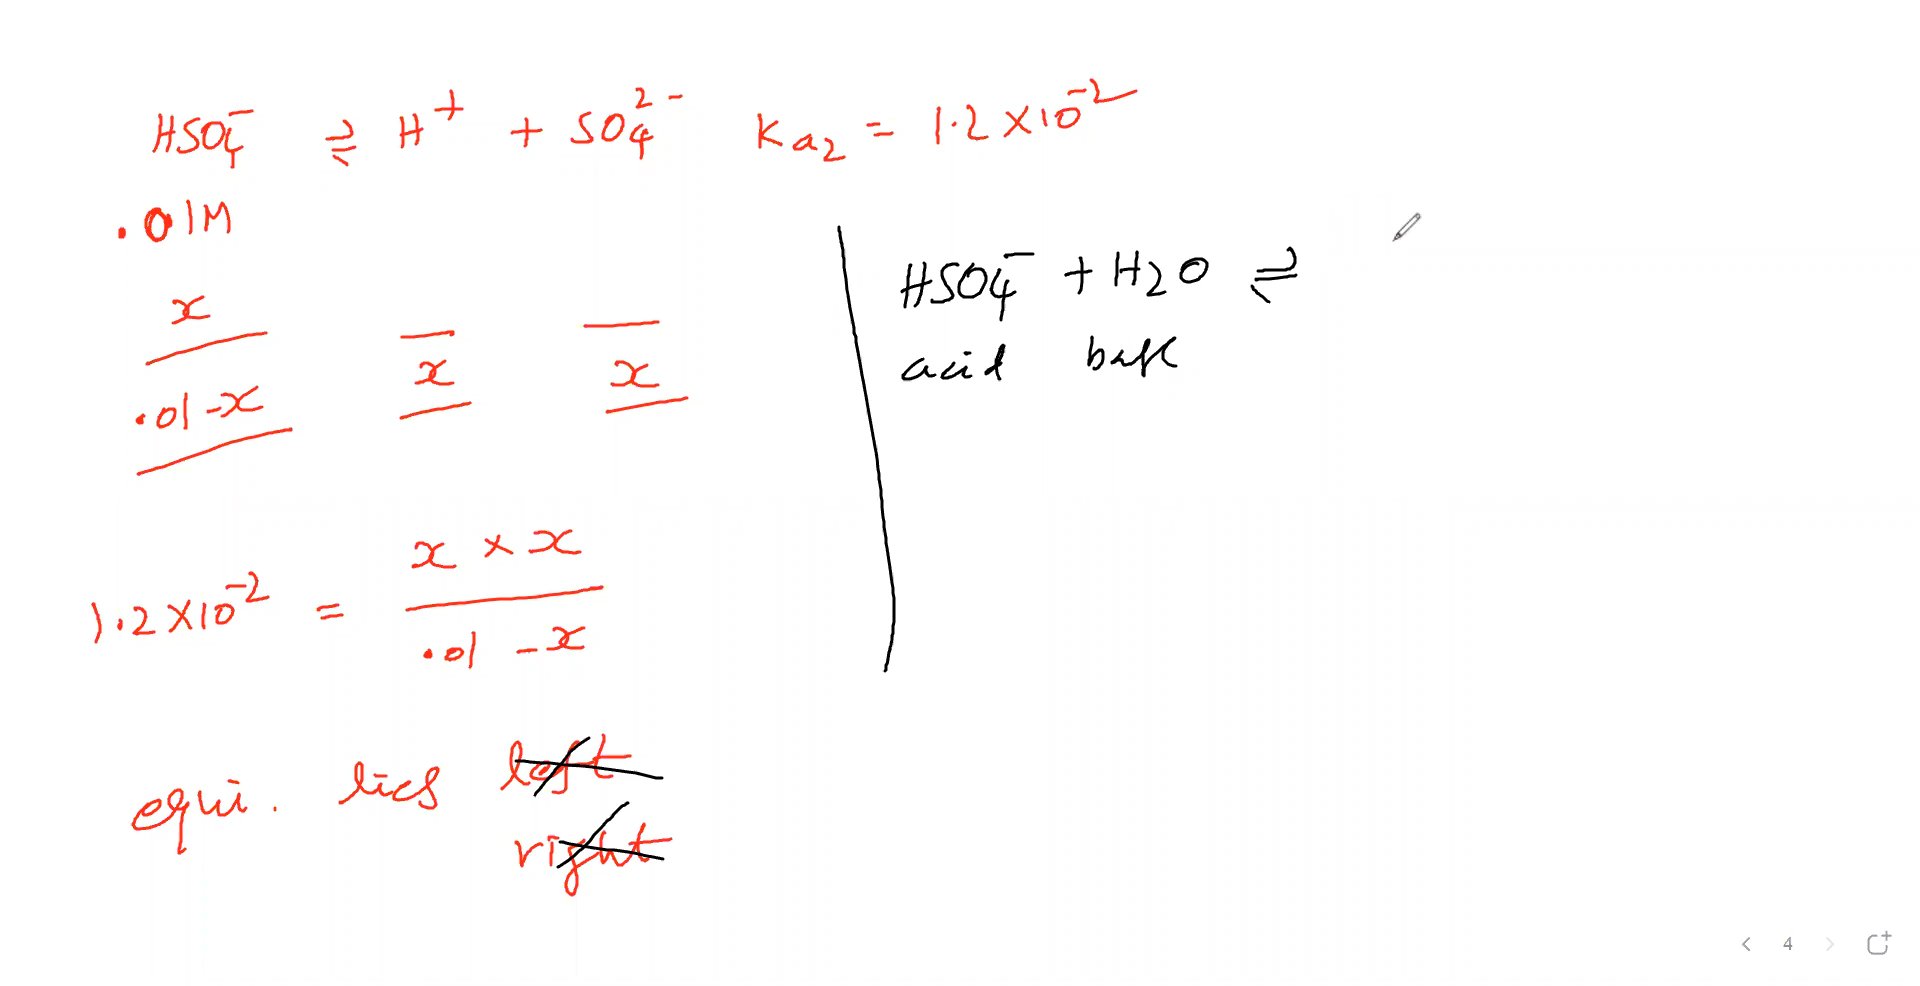 HSO₄⁻ ⇌ H⁺ + SO₄²⁻ Ka₂ = 1.2 × 10⁻²
.01M
x
.01 - x x x
1.2 × 10⁻² = x × x / .01 - x
equi. lies left
right
HSO₄⁻ + H2O ⇌
acid base
4